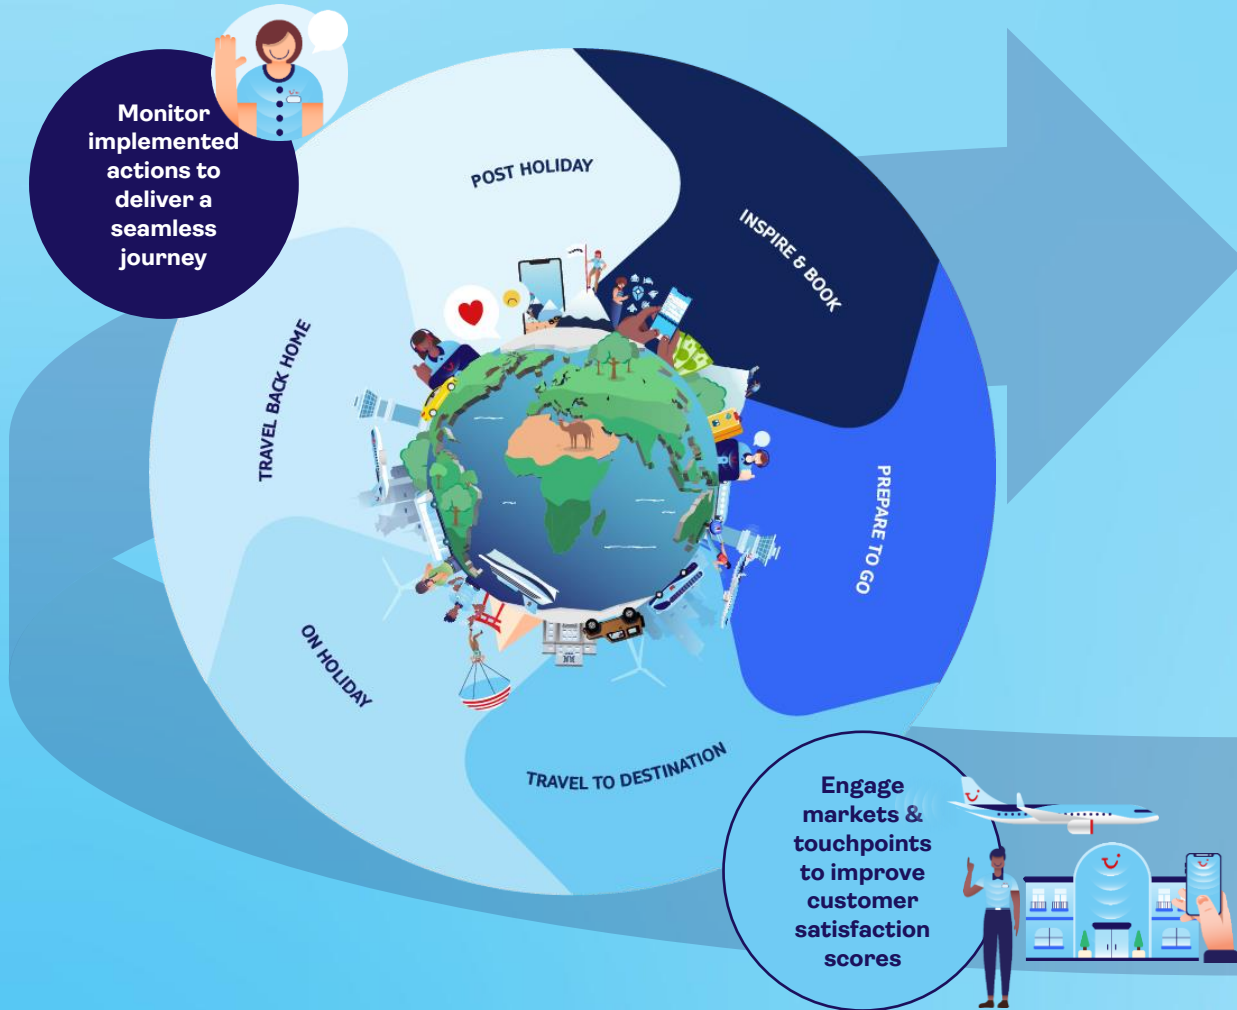 Monitor
implemented
actions to
deliver a
seamless
journey
POST HOLIDAY
INSPIRE & BOOK
TRAVEL BACK HOME
PREPARE TO GO
ON HOLIDAY
TRAVEL TO DESTINATION
Engage
markets &
touchpoints
to improve
customer
satisfaction
scores